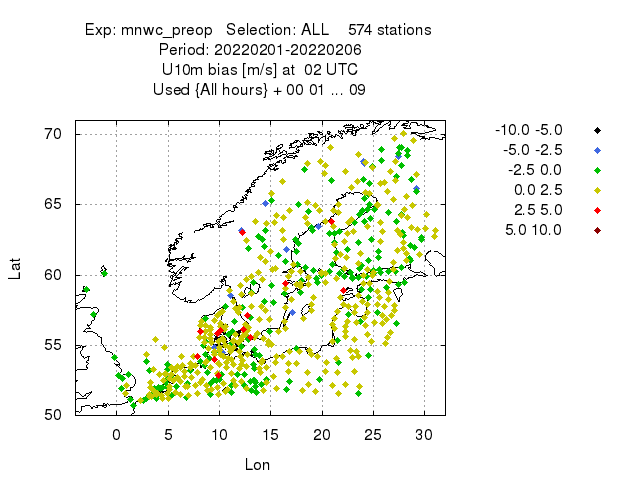 Exp: mnwc_preop   Selection: ALL    574 stations
Period: 20220201-20220206
U10m bias [m/s] at  02 UTC
Used {All hours} + 00 01 ... 09
-10.0 -5.0
-5.0 -2.5
-2.5 0.0
0.0 2.5
2.5 5.0
5.0 10.0
70
65
60
55
50
Lat
0 5 10 15 20 25 30
Lon